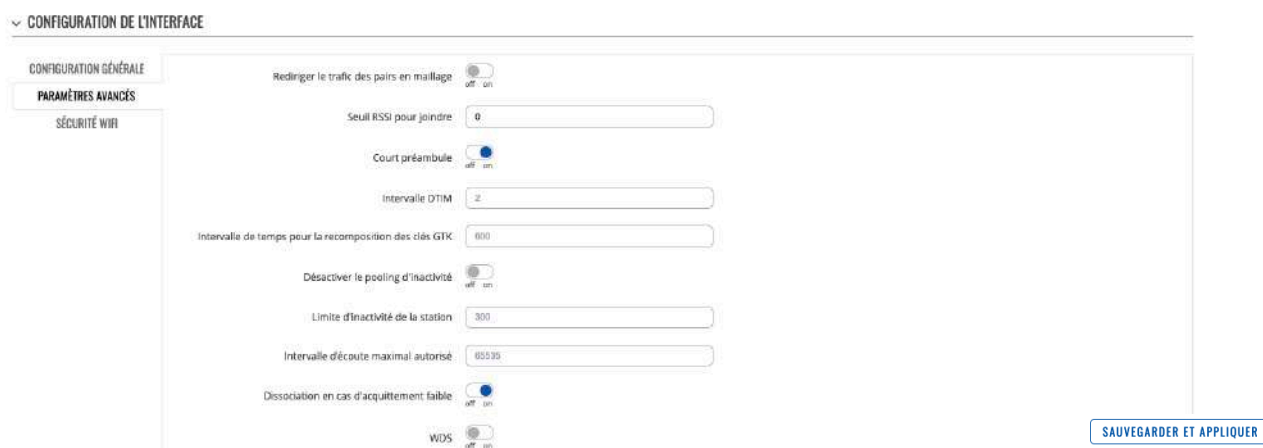 CONFIGURATION DE L'INTERFACE
CONFIGURATION GÉNÉRALE
PARAMÈTRES AVANCÉS
SÉCURITÉ WIFI
Rediriger le trafic des pairs en maillage
off on
Seuil RSSI pour joindre 0
Court préambule
off on
Intervalle DTIM 2
Intervalle de temps pour la recomposition des clés GTK 600
Désactiver le pooling d'inactivité
off on
Limite d'inactivité de la station 300
Intervalle d'écoute maximal autorisé 65535
Dissociation en cas d'acquittement faible
off on
WDS
off on
SAUVEGARDER ET APPLIQUER